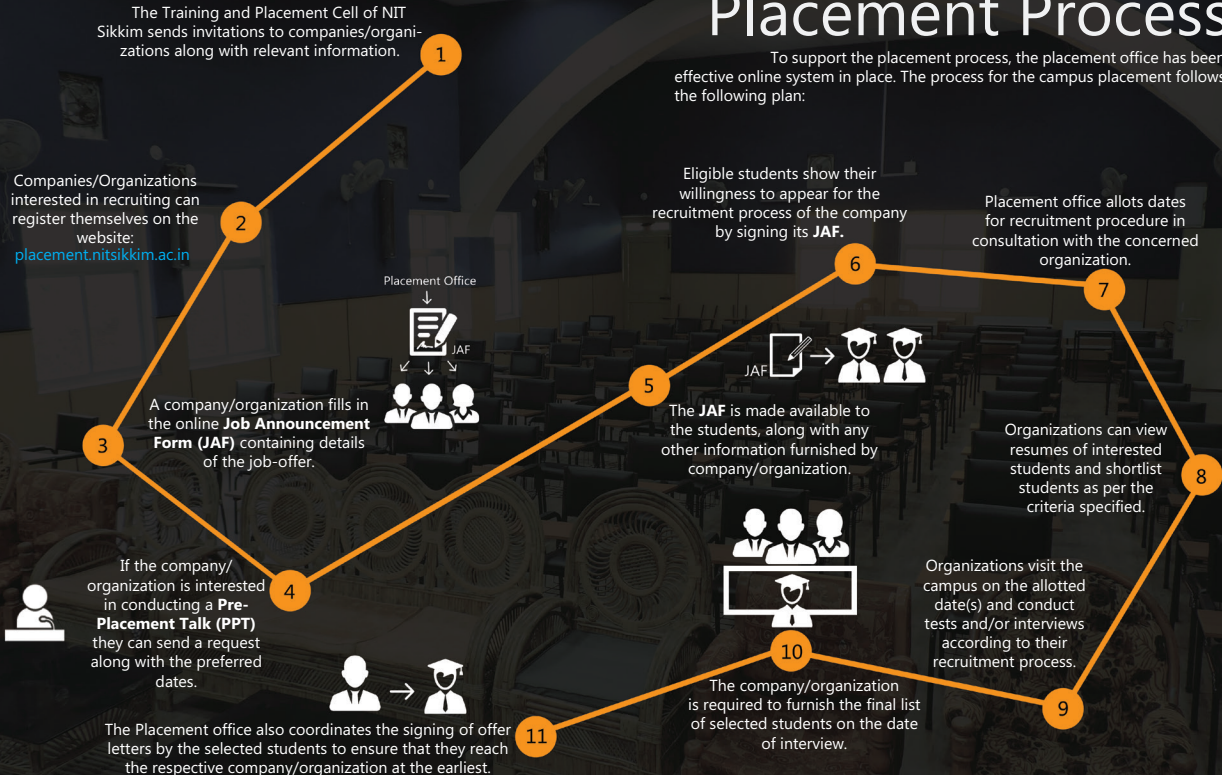 Placement Process
To support the placement process, the placement office has been
effective online system in place. The process for the campus placement follows
the following plan:
The Training and Placement Cell of NIT
Sikkim sends invitations to companies/organi-
zations along with relevant information.
1
Companies/Organizations
interested in recruiting can
register themselves on the
website:
placement.nitsikkim.ac.in
2
A company/organization fills in
the online Job Announcement
Form (JAF) containing details
of the job-offer.
3
Placement Office
JAF
If the company/
organization is interested
in conducting a Pre-
Placement Talk (PPT)
they can send a request
along with the preferred
dates.
4
5
JAF
The JAF is made available to
the students, along with any
other information furnished by
company/organization.
Eligible students show their
willingness to appear for the
recruitment process of the company
by signing its JAF.
6
Placement office allots dates
for recruitment procedure in
consultation with the concerned
organization.
7
Organizations can view
resumes of interested
students and shortlist
students as per the
criteria specified.
8
Organizations visit the
campus on the allotted
date(s) and conduct
tests and/or interviews
according to their
recruitment process.
9
10
The company/organization
is required to furnish the final list
of selected students on the date
of interview.
11
The Placement office also coordinates the signing of offer
letters by the selected students to ensure that they reach
the respective company/organization at the earliest.